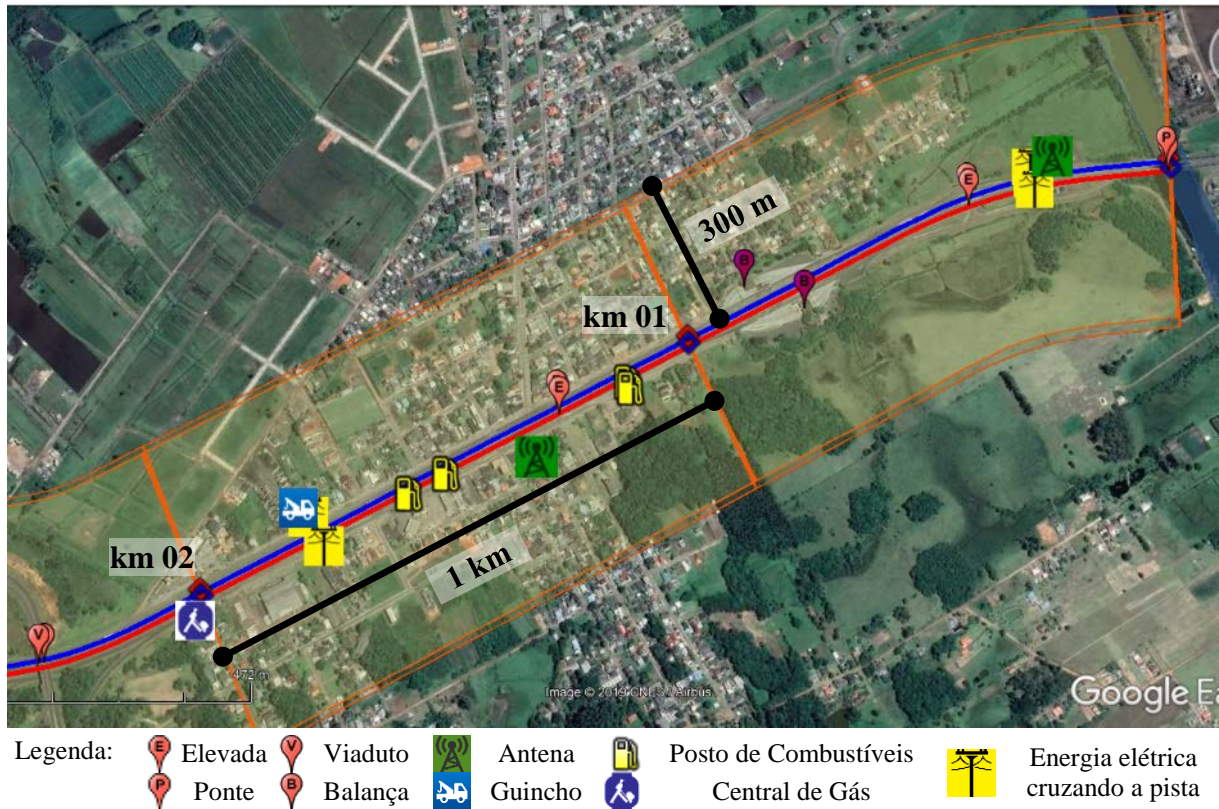 300 m
km 01
1 km
km 02
472 m
Image © 2019 CNES / Airbus
Google Ea
E
E
P
B
B
V
Legenda:
E Elevada
V Viaduto
Antena
Posto de Combustíveis
Energia elétrica
cruzando a pista
P Ponte
B Balança
Guincho
Central de Gás